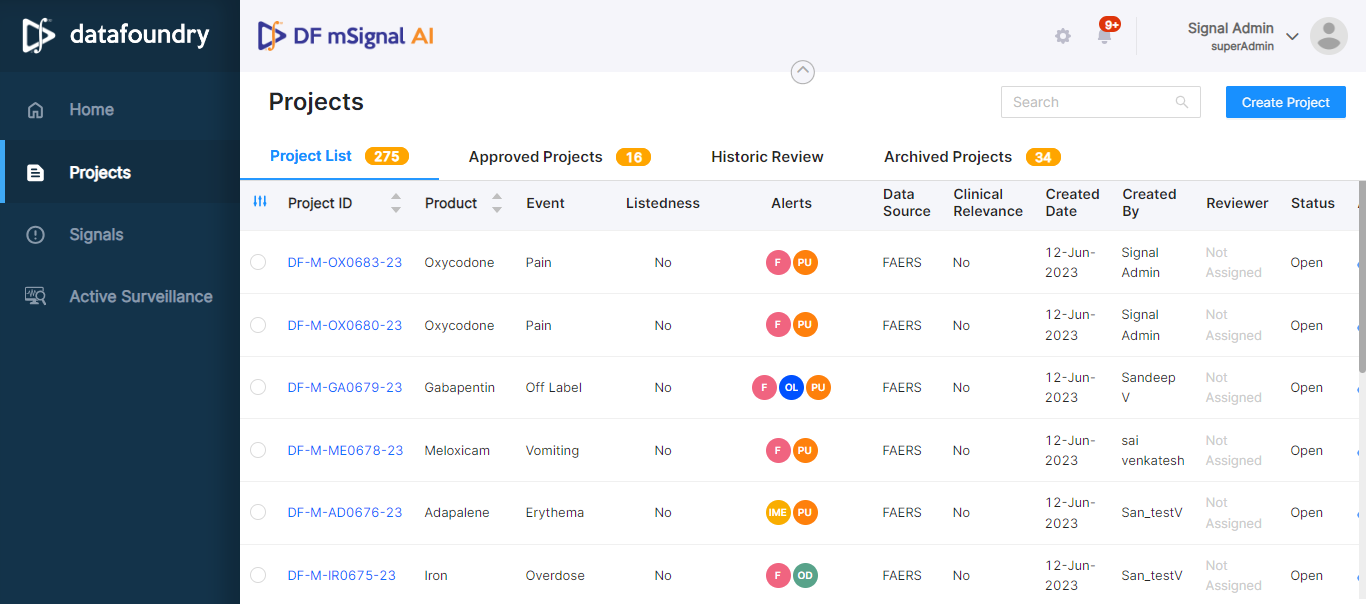 datafoundry
DF mSignal AI
9+
Signal Admin
superAdmin
Home
Projects
Signals
Active Surveillance
Projects
Search
Create Project
Project List 275
Approved Projects 16
Historic Review
Archived Projects 34
Project ID Product Event Listedness Alerts Data Source Clinical Relevance Created Date Created By Reviewer Status
DF-M-OX0683-23 Oxycodone Pain No F PU FAERS No 12-Jun-2023 Signal Admin Not Assigned Open
DF-M-OX0680-23 Oxycodone Pain No F PU FAERS No 12-Jun-2023 Signal Admin Not Assigned Open
DF-M-GA0679-23 Gabapentin Off Label No F OL PU FAERS No 12-Jun-2023 Sandeep V Not Assigned Open
DF-M-ME0678-23 Meloxicam Vomiting No F PU FAERS No 12-Jun-2023 sai venkatesh Not Assigned Open
DF-M-AD0676-23 Adapalene Erythema No IME PU FAERS No 12-Jun-2023 San_testV Not Assigned Open
DF-M-IR0675-23 Iron Overdose No F OD FAERS No 12-Jun-2023 San_testV Not Assigned Open